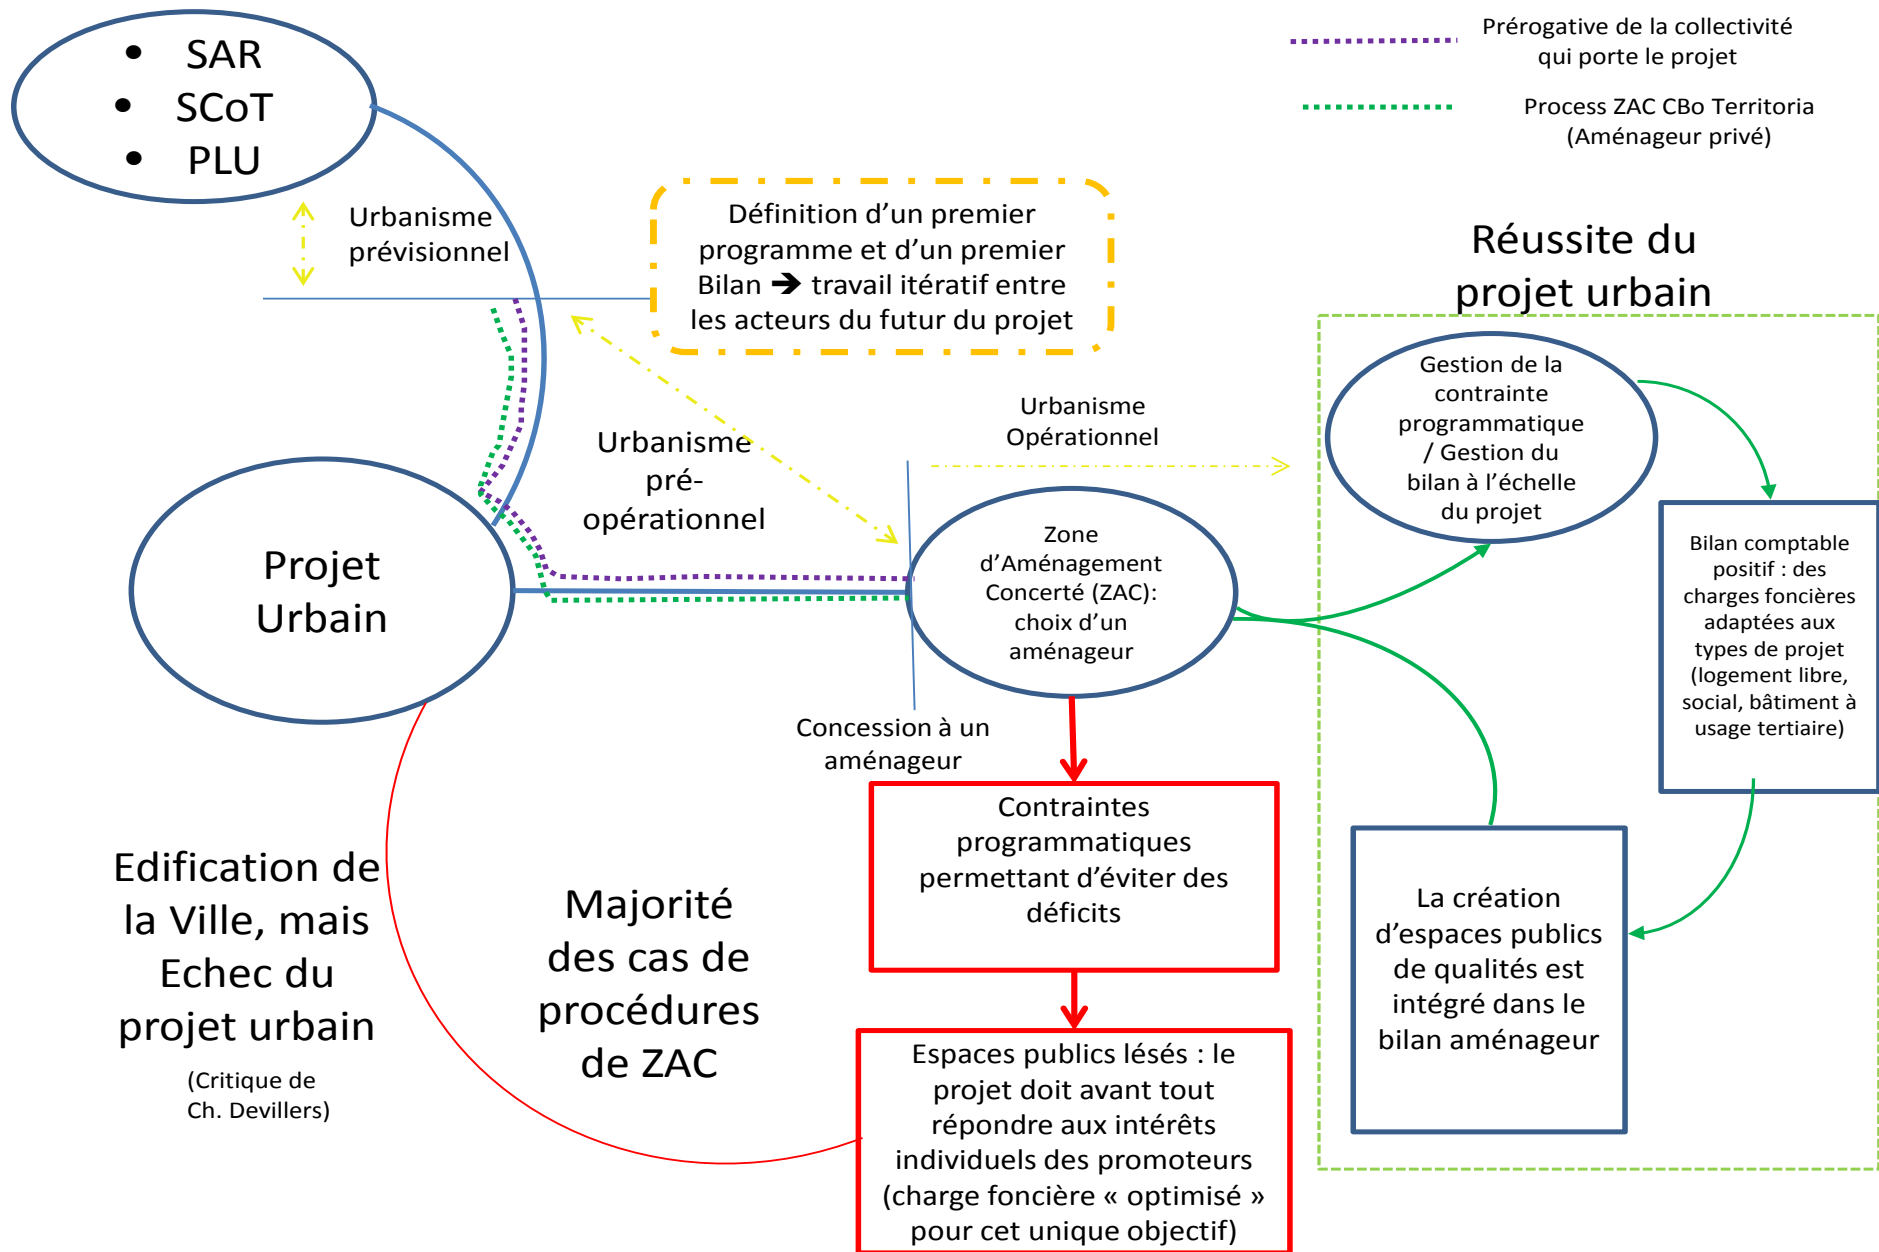 • SAR
• SCoT
• PLU
Prérogative de la collectivité
qui porte le projet
Process ZAC CBo Territoria
(Aménageur privé)
Urbanisme
prévisionnel
Définition d’un premier
programme et d’un premier
Bilan ➔ travail itératif entre
les acteurs du futur du projet
Réussite du
projet urbain
Gestion de la
contrainte
programmatique
/ Gestion du
bilan à l’échelle
du projet
Urbanisme
Opérationnel
Urbanisme
pré-
opérationnel
Projet
Urbain
Zone
d’Aménagement
Concerté (ZAC):
choix d’un
aménageur
Bilan comptable
positif : des
charges foncières
adaptées aux
types de projet
(logement libre,
social, bâtiment à
usage tertiaire)
Concession à un
aménageur
Contraintes
programmatiques
permettant d’éviter des
déficits
Edification de
la Ville, mais
Echec du
projet urbain
(Critique de
Ch. Devillers)
Majorité
des cas de
procédures
de ZAC
La création
d’espaces publics
de qualités est
intégré dans le
bilan aménageur
Espaces publics lésés : le
projet doit avant tout
répondre aux intérêts
individuels des promoteurs
(charge foncière « optimisé »
pour cet unique objectif)